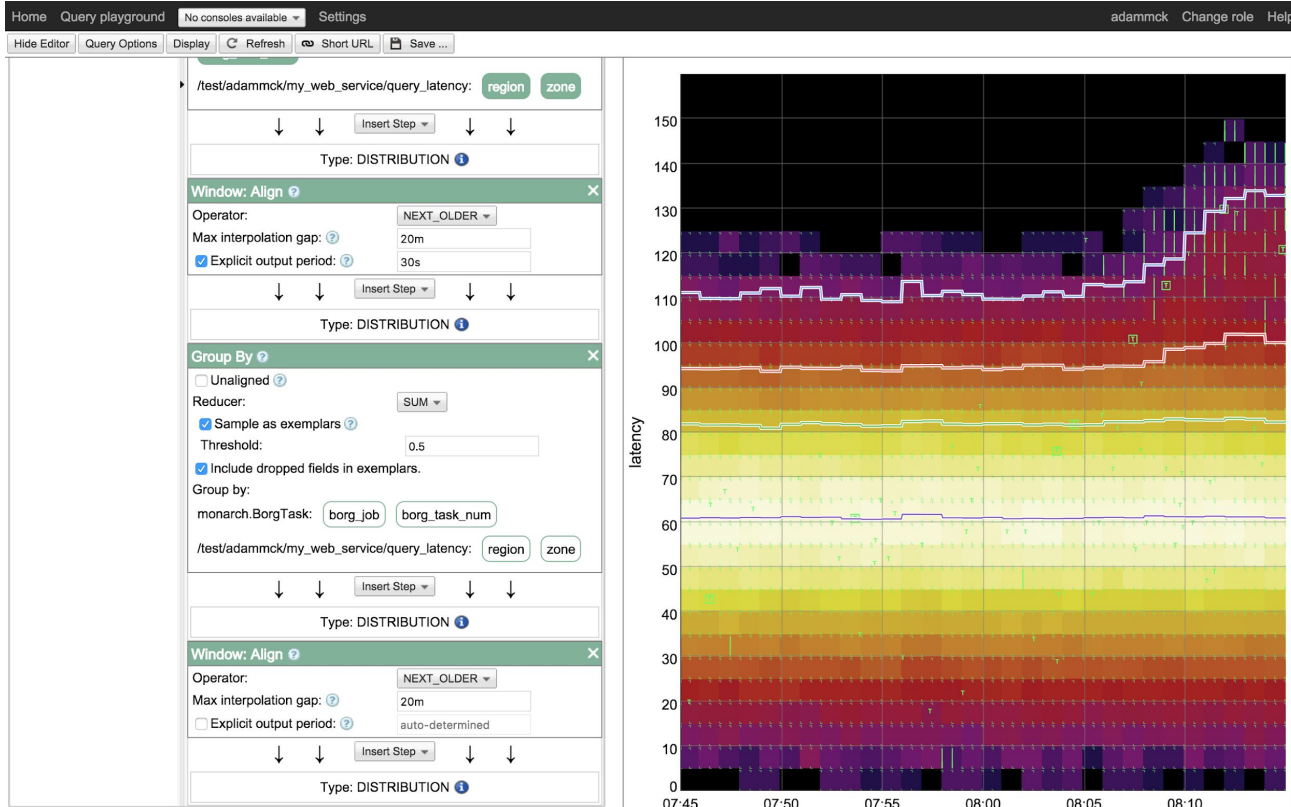 Home Query playground No consoles available Settings adammck Change role Help
Hide Editor Query Options Display Refresh Short URL Save ...
/test/adammck/my_web_service/query_latency: region zone
Insert Step
Type: DISTRIBUTION
Window: Align
Operator: NEXT_OLDER
Max interpolation gap: 20m
Explicit output period: 30s
Insert Step
Type: DISTRIBUTION
Group By
Unaligned
Reducer: SUM
Sample as exemplars
Threshold: 0.5
Include dropped fields in exemplars.
Group by:
monarch.BorgTask: borg_job borg_task_num
/test/adammck/my_web_service/query_latency: region zone
Insert Step
Type: DISTRIBUTION
Window: Align
Operator: NEXT_OLDER
Max interpolation gap: 20m
Explicit output period: auto-determined
Insert Step
Type: DISTRIBUTION
latency
150
140
130
120
110
100
90
80
70
60
50
40
30
20
10
0
07:45 07:50 07:55 08:00 08:05 08:10